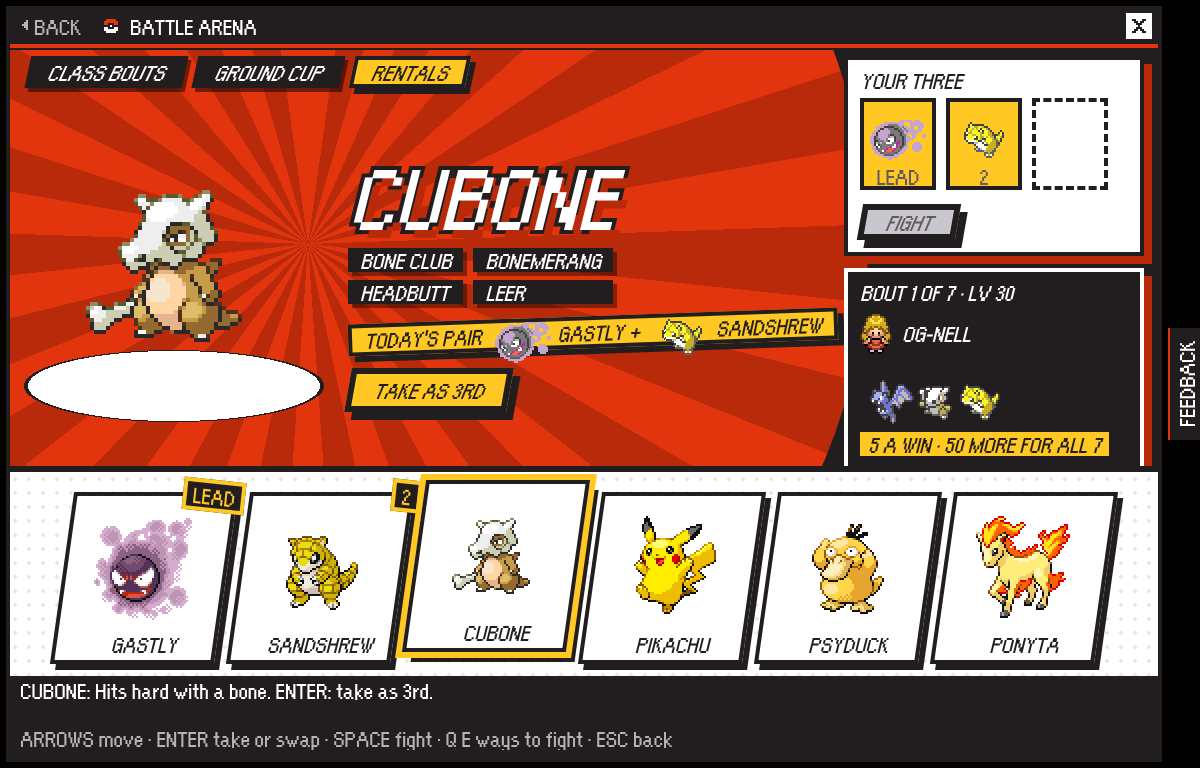 BACK BATTLE ARENA X
CLASS BOUTS GROUND CUP RENTALS
YOUR THREE
LEAD 2
FIGHT
CUBONE
BONE CLUB BONEMERANG
HEADBUTT LEER
TODAY'S PAIR GASTLY + SANDSHREW
TAKE AS 3RD
BOUT 1 OF 7 · LV 30
OG-NELL
5 A WIN · 50 MORE FOR ALL 7
FEEDBACK
LEAD 2
GASTLY SANDSHREW CUBONE PIKACHU PSYDUCK PONYTA
CUBONE: Hits hard with a bone. ENTER: take as 3rd.
ARROWS move · ENTER take or swap · SPACE fight · Q E ways to fight · ESC back